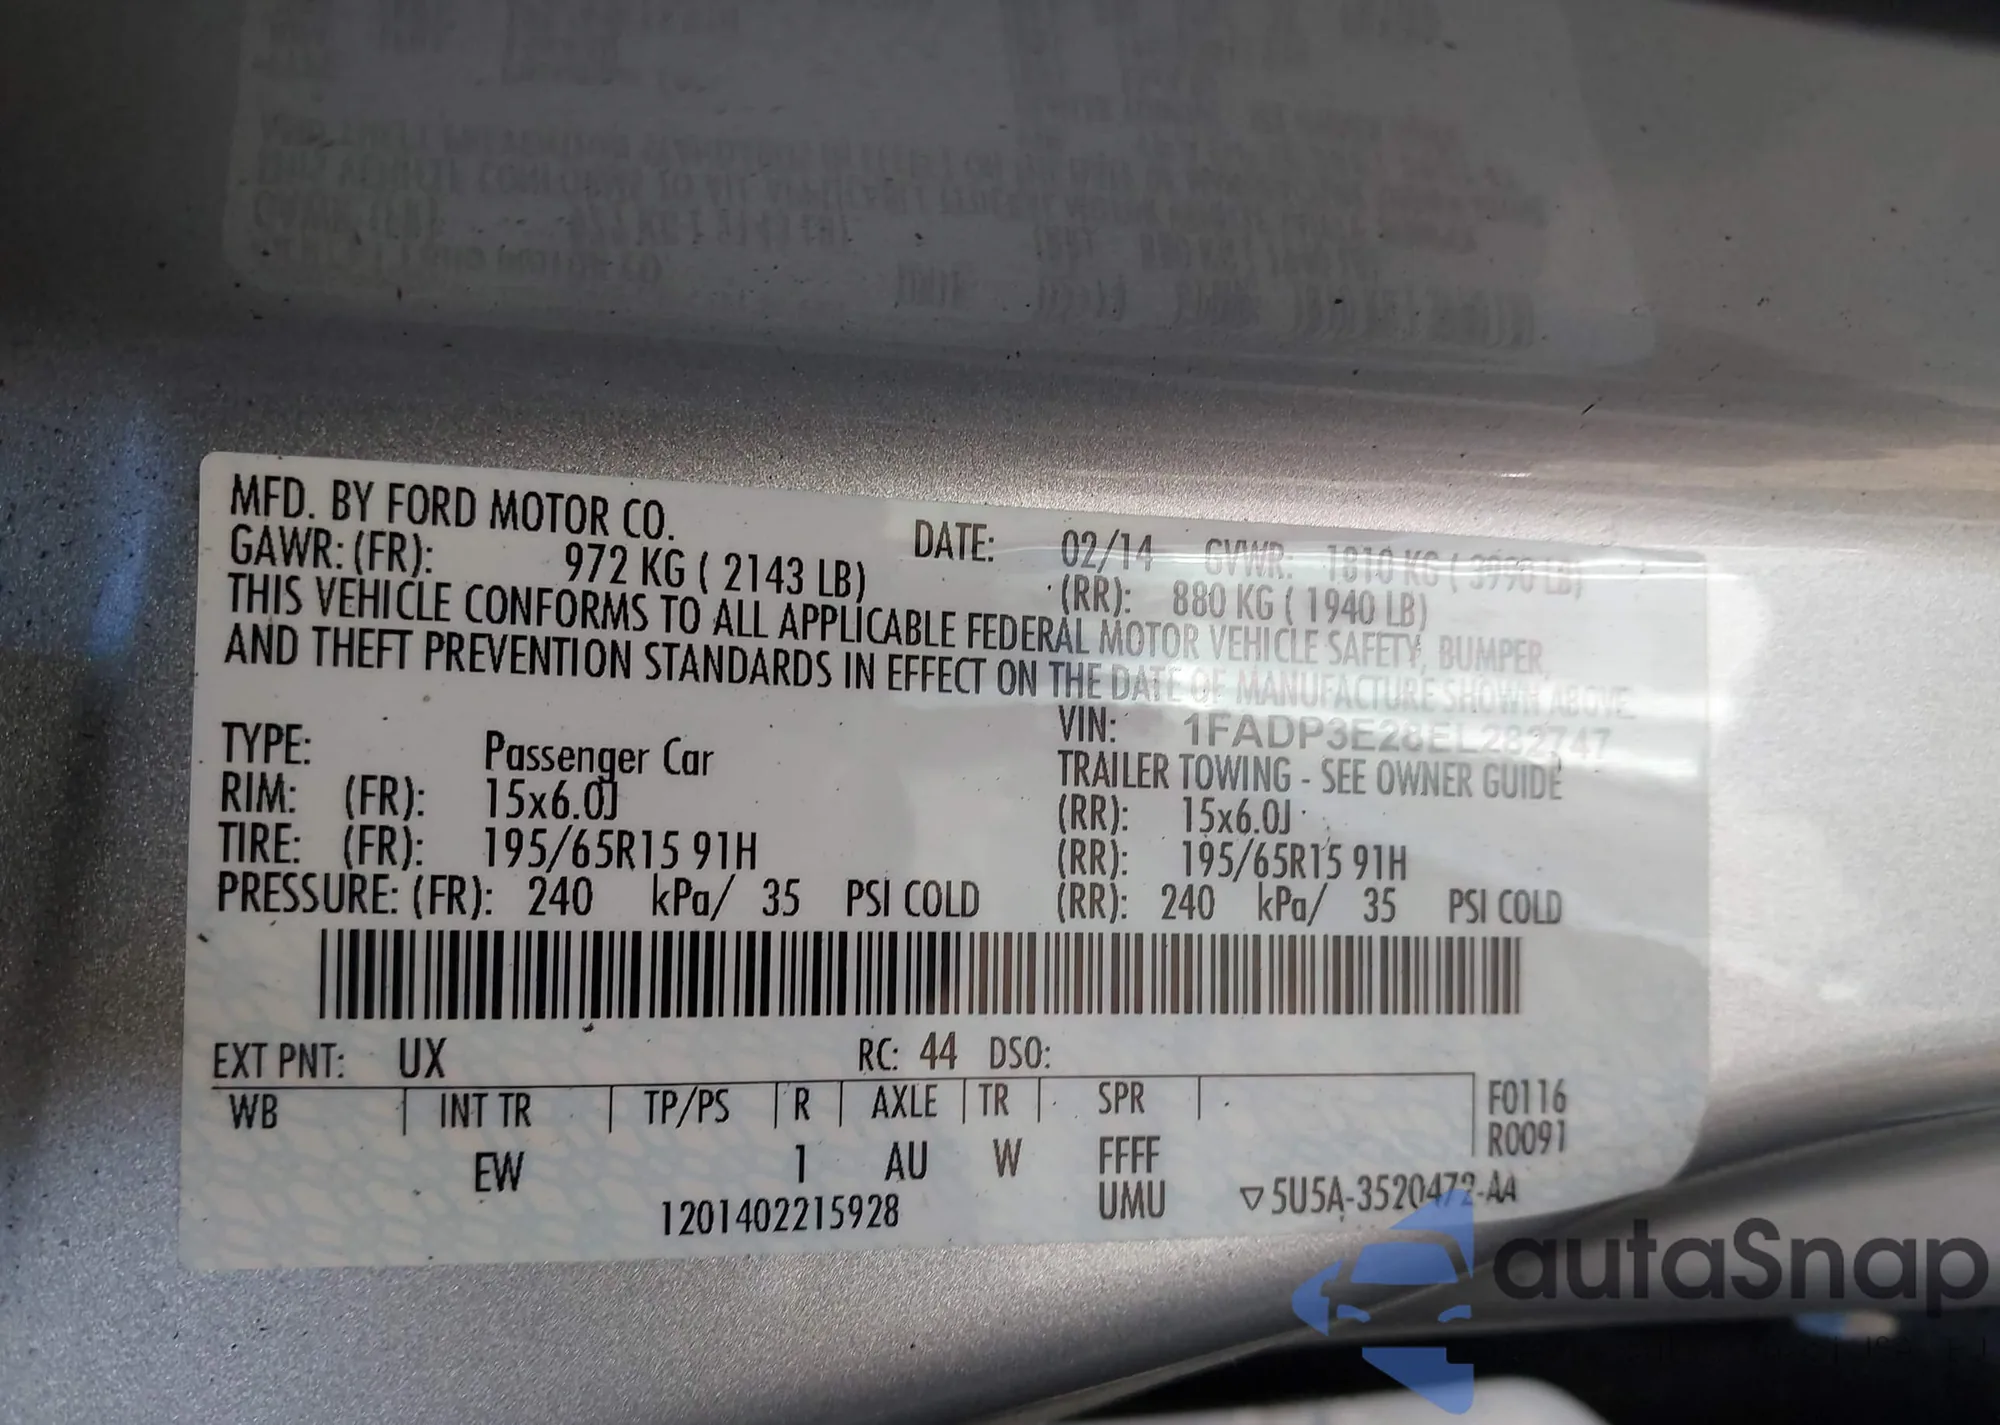 MFD. BY FORD MOTOR CO. DATE: 02/14 GVWR: 1810 KG ( 3990 LB)
GAWR: (FR): 972 KG ( 2143 LB) (RR): 880 KG ( 1940 LB)
THIS VEHICLE CONFORMS TO ALL APPLICABLE FEDERAL MOTOR VEHICLE SAFETY, BUMPER,
AND THEFT PREVENTION STANDARDS IN EFFECT ON THE DATE OF MANUFACTURE SHOWN ABOVE.
VIN: 1FADP3E28EL282747
TYPE: Passenger Car TRAILER TOWING - SEE OWNER GUIDE
RIM: (FR): 15x6.0J (RR): 15x6.0J
TIRE: (FR): 195/65R15 91H (RR): 195/65R15 91H
PRESSURE: (FR): 240 kPa/ 35 PSI COLD (RR): 240 kPa/ 35 PSI COLD
EXT PNT: UX RC: 44 DSO:
WB INT TR TP/PS R AXLE TR SPR F0116
R0091
EW 1 AU W FFFF
1201402215928 UMU ▽5U5A-3520472-AA
autaSnap